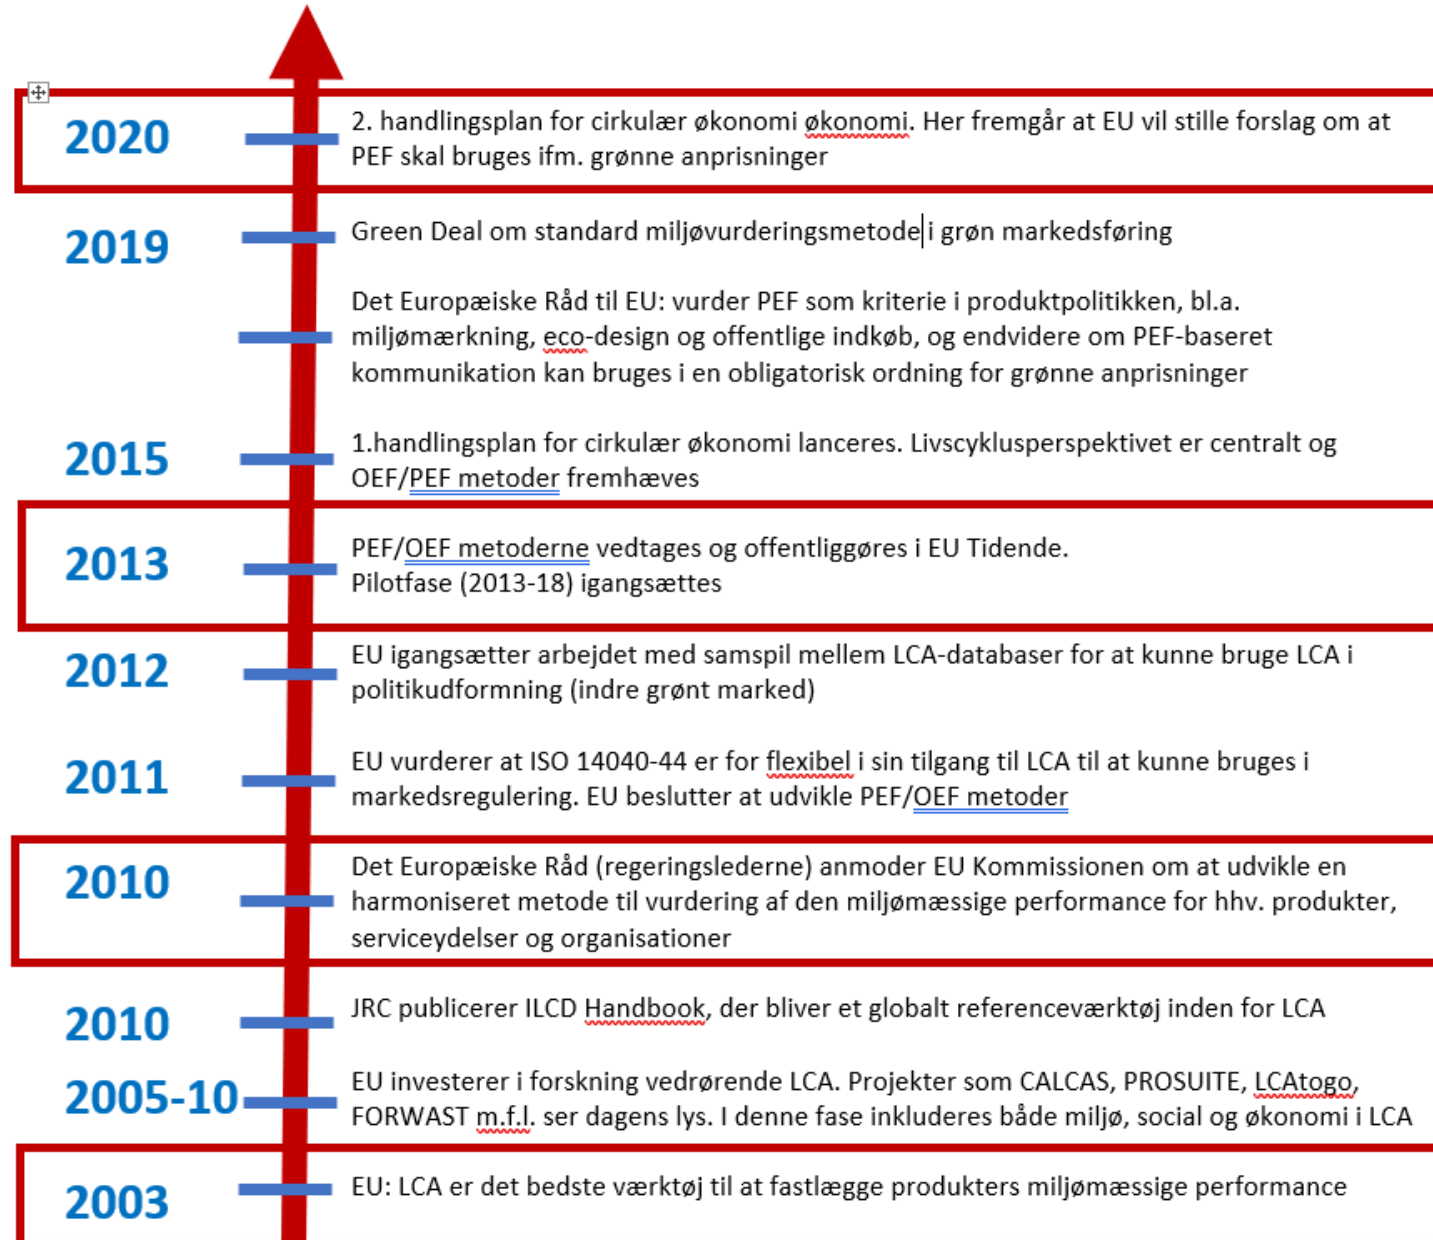 2020
2. handlingsplan for cirkulær økonomi økonomi. Her fremgår at EU vil stille forslag om at
PEF skal bruges ifm. grønne anprisninger
2019
Green Deal om standard miljøvurderingsmetode i grøn markedsføring
Det Europæiske Råd til EU: vurder PEF som kriterie i produktpolitikken, bl.a.
miljømærkning, eco-design og offentlige indkøb, og endvidere om PEF-baseret
kommunikation kan bruges i en obligatorisk ordning for grønne anprisninger
2015
1.handlingsplan for cirkulær økonomi lanceres. Livscyklusperspektivet er centralt og
OEF/PEF metoder fremhæves
2013
PEF/OEF metoderne vedtages og offentliggøres i EU Tidende.
Pilotfase (2013-18) igangsættes
2012
EU igangsætter arbejdet med samspil mellem LCA-databaser for at kunne bruge LCA i
politikudformning (indre grønt marked)
2011
EU vurderer at ISO 14040-44 er for flexibel i sin tilgang til LCA til at kunne bruges i
markedsregulering. EU beslutter at udvikle PEF/OEF metoder
2010
Det Europæiske Råd (regeringslederne) anmoder EU Kommissionen om at udvikle en
harmoniseret metode til vurdering af den miljømæssige performance for hhv. produkter,
serviceydelser og organisationer
2010
JRC publicerer ILCD Handbook, der bliver et globalt referenceværktøj inden for LCA
2005-10
EU investerer i forskning vedrørende LCA. Projekter som CALCAS, PROSUITE, LCAtogo,
FORWAST m.f.l. ser dagens lys. I denne fase inkluderes både miljø, social og økonomi i LCA
2003
EU: LCA er det bedste værktøj til at fastlægge produkters miljømæssige performance